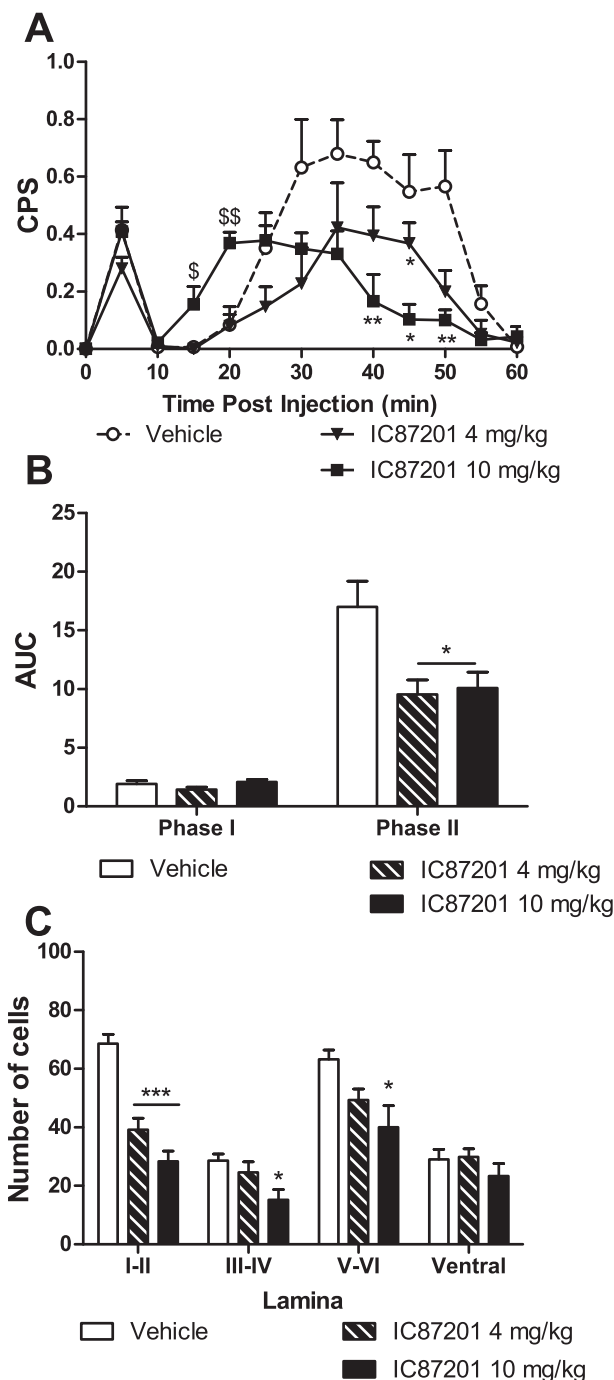 A
CPS
1.0
0.8
0.6
0.4
0.2
0.0
$
$$
*
**
*
**
0 10 20 30 40 50 60
Time Post Injection (min)
Vehicle IC87201 4 mg/kg
IC87201 10 mg/kg
B
AUC
25
20
15
10
5
0
*
Phase I Phase II
Vehicle IC87201 4 mg/kg
IC87201 10 mg/kg
C
Number of cells
100
80
60
40
20
0
***
*
*
I-II III-IV V-VI Ventral
Lamina
Vehicle IC87201 4 mg/kg
IC87201 10 mg/kg